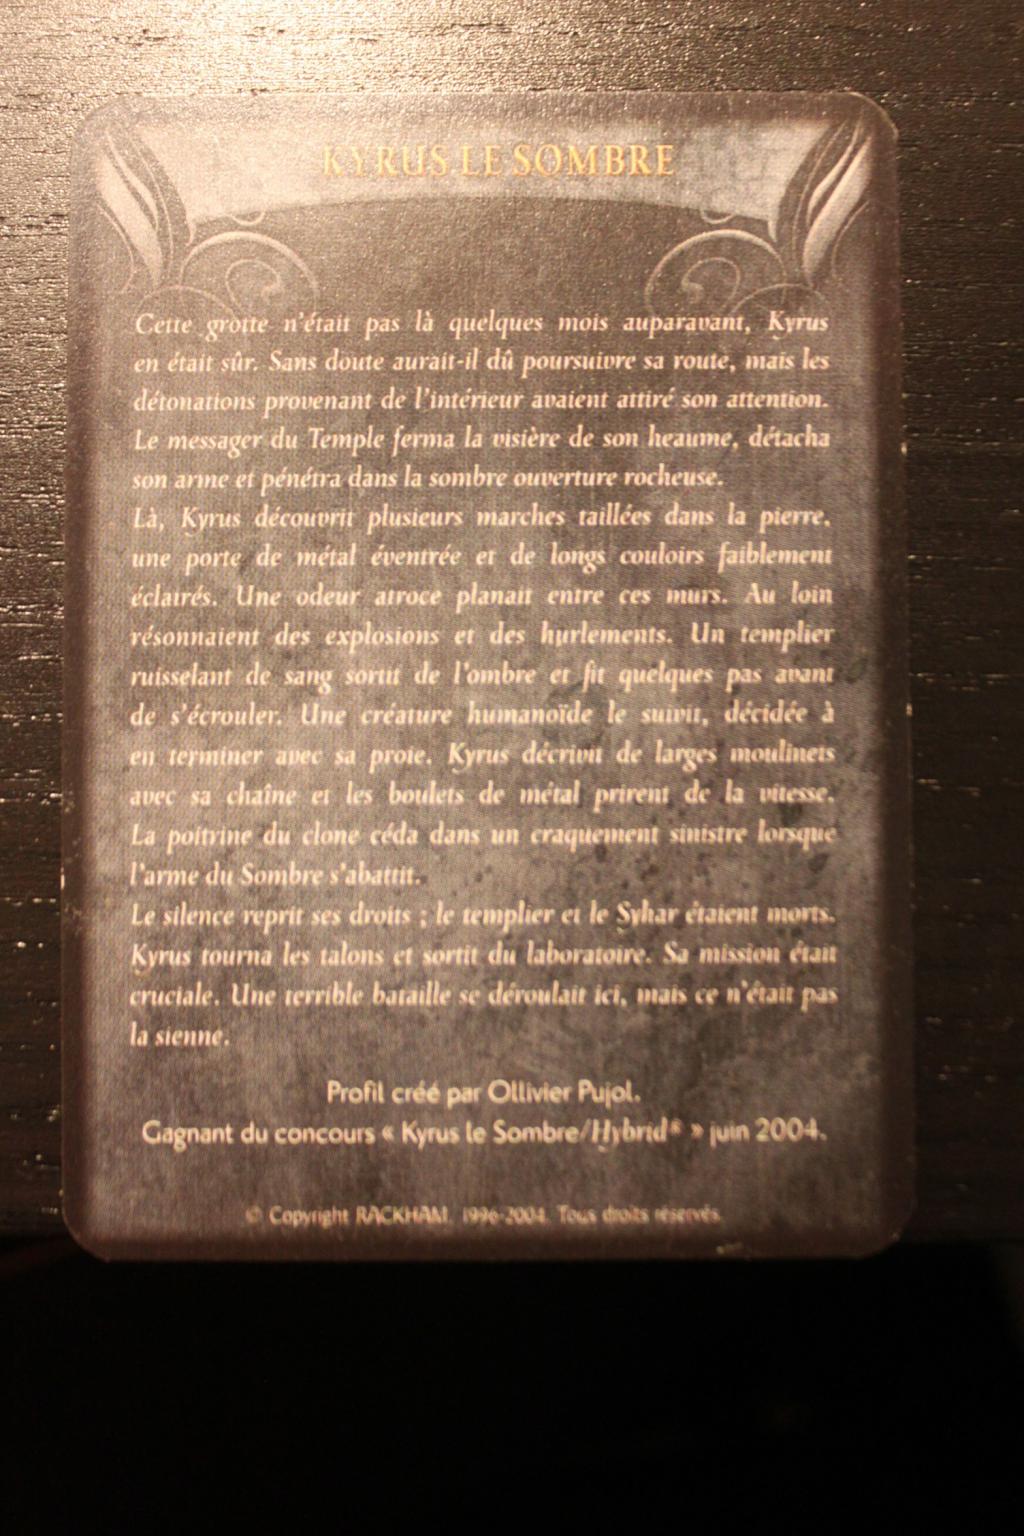 KYRUS LE SOMBRE
Cette grotte n'était pas là quelques mois auparavant, Kyrus
en était sûr. Sans doute aurait-il dû poursuivre sa route, mais les
détonations provenant de l'intérieur avaient attiré son attention.
Le messager du Temple ferma la visière de son heaume, détacha
son arme et pénétra dans la sombre ouverture rocheuse.
Là, Kyrus découvrit plusieurs marches taillées dans la pierre,
une porte de métal éventrée et de longs couloirs faiblement
éclairés. Une odeur atroce planait entre ces murs. Au loin
résonnaient des explosions et des hurlements. Un templier
ruisselant de sang sortit de l'ombre et fit quelques pas avant
de s'écrouler. Une créature humanoïde le suivit, décidée à
en terminer avec sa proie. Kyrus décrivit de larges moulinets
avec sa chaîne et les boulets de métal prirent de la vitesse.
La poitrine du clone céda dans un craquement sinistre lorsque
l'arme du Sombre s'abattit.
Le silence reprit ses droits ; le templier et le Syhar étaient morts.
Kyrus tourna les talons et sortit du laboratoire. Sa mission était
cruciale. Une terrible bataille se déroulait ici, mais ce n'était pas
la sienne.
Profil créé par Ollivier Pujol.
Gagnant du concours « Kyrus le Sombre/Hybrid® » juin 2004.
© Copyright RACKHAM, 1996-2004. Tous droits réservés.